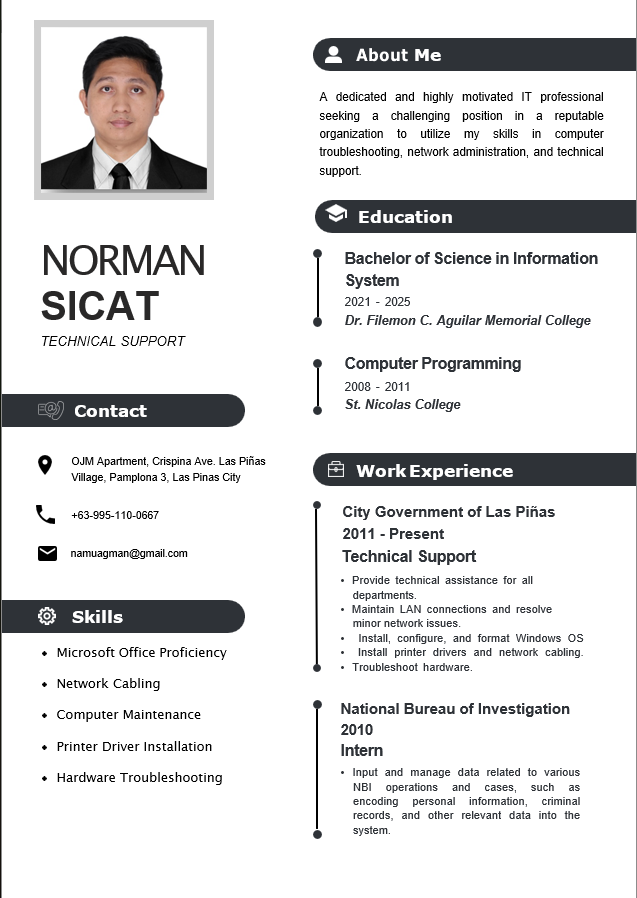 NORMAN
SICAT
TECHNICAL SUPPORT
Contact
OJM Apartment, Crispina Ave. Las Piñas
Village, Pamplona 3, Las Pinas City
+63-995-110-0667
namuagman@gmail.com
Skills
• Microsoft Office Proficiency
• Network Cabling
• Computer Maintenance
• Printer Driver Installation
• Hardware Troubleshooting
About Me
A dedicated and highly motivated IT professional
seeking a challenging position in a reputable
organization to utilize my skills in computer
troubleshooting, network administration, and technical
support.
Education
Bachelor of Science in Information
System
2021 - 2025
Dr. Filemon C. Aguilar Memorial College
Computer Programming
2008 - 2011
St. Nicolas College
Work Experience
City Government of Las Piñas
2011 - Present
Technical Support
• Provide technical assistance for all
departments.
• Maintain LAN connections and resolve
minor network issues.
• Install, configure, and format Windows OS
• Install printer drivers and network cabling.
• Troubleshoot hardware.
National Bureau of Investigation
2010
Intern
• Input and manage data related to various
NBI operations and cases, such as
encoding personal information, criminal
records, and other relevant data into the
system.